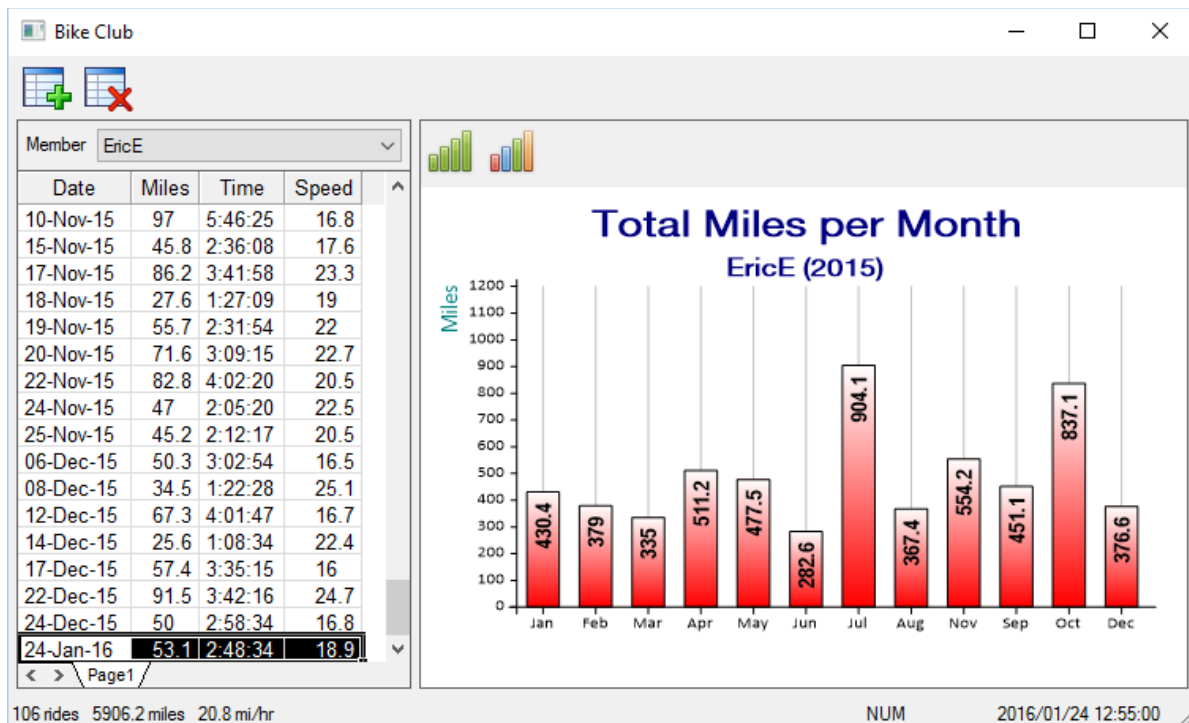 Bike Club
Member EricE
Date Miles Time Speed
10-Nov-15 97 5:46:25 16.8
15-Nov-15 45.8 2:36:08 17.6
17-Nov-15 86.2 3:41:58 23.3
18-Nov-15 27.6 1:27:09 19
19-Nov-15 55.7 2:31:54 22
20-Nov-15 71.6 3:09:15 22.7
22-Nov-15 82.8 4:02:20 20.5
24-Nov-15 47 2:05:20 22.5
25-Nov-15 45.2 2:12:17 20.5
06-Dec-15 50.3 3:02:54 16.5
08-Dec-15 34.5 1:22:28 25.1
12-Dec-15 67.3 4:01:47 16.7
14-Dec-15 25.6 1:08:34 22.4
17-Dec-15 57.4 3:35:15 16
22-Dec-15 91.5 3:42:16 24.7
24-Dec-15 50 2:58:34 16.8
24-Jan-16 53.1 2:48:34 18.9
Page1
Total Miles per Month
EricE (2015)
Miles
1200
1100
1000
900
800
700
600
500
400
300
200
100
0
430.4 379 335 511.2 477.5 282.6 904.1 367.4 554.2 451.1 837.1 376.6
Jan Feb Mar Apr May Jun Jul Aug Nov Sep Oct Dec
106 rides 5906.2 miles 20.8 mi/hr NUM 2016/01/24 12:55:00